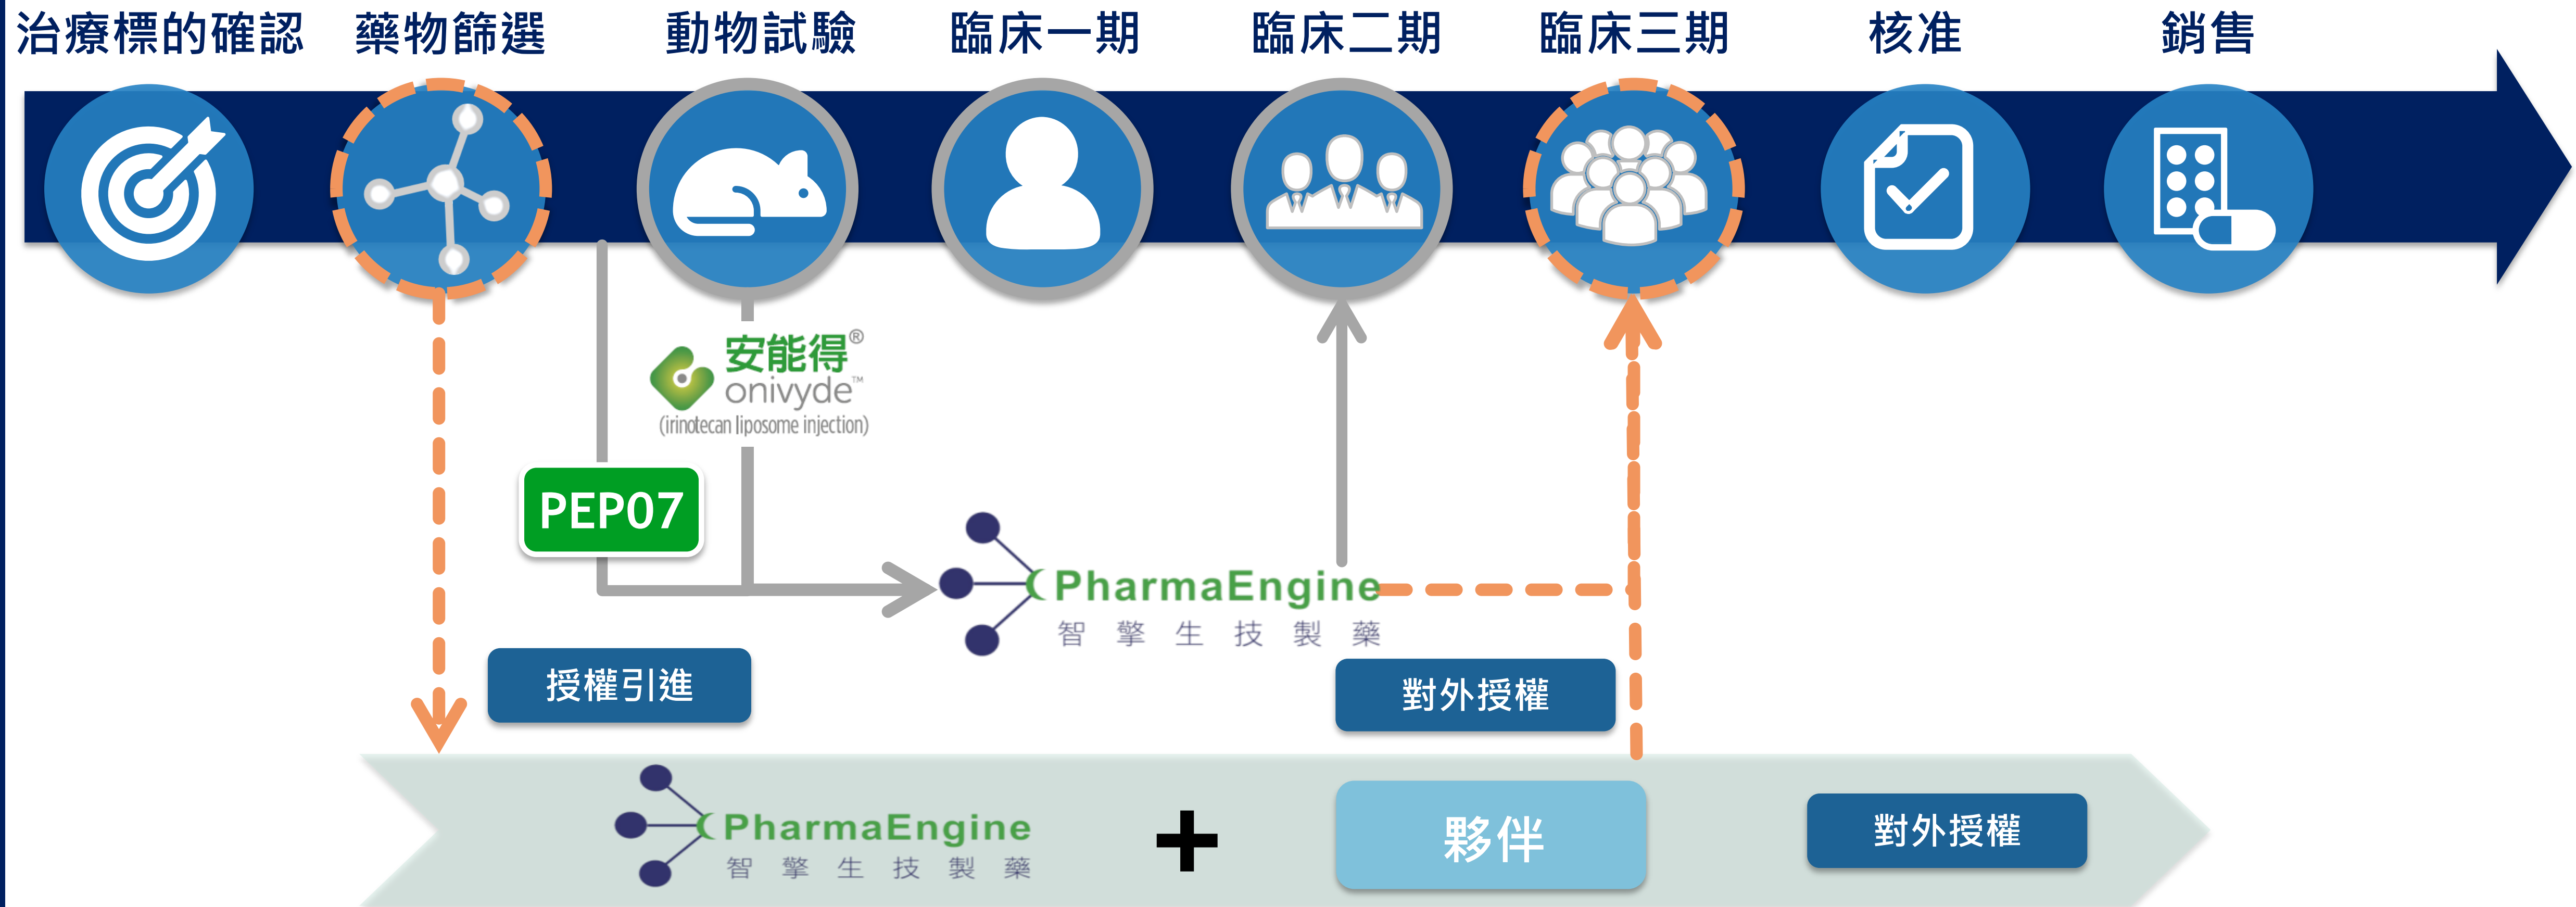 治療標的確認
藥物篩選
動物試驗
臨床一期
臨床二期
臨床三期
核准
銷售
安能得®
onivyde™
(irinotecan liposome injection)
PEP07
PharmaEngine
智擎生技製藥
授權引進
對外授權
PharmaEngine
智擎生技製藥
+
夥伴
對外授權